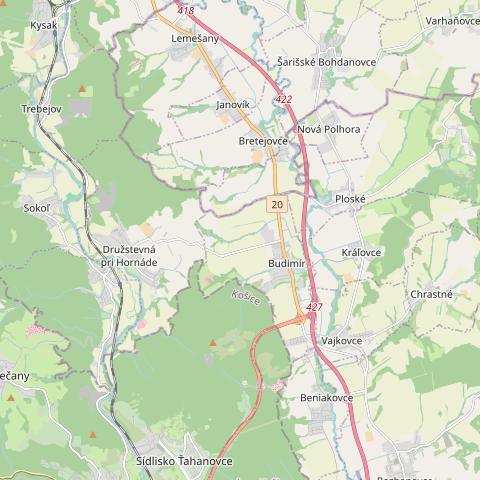 418
Kysak
Varhaňovce
Lemešany
Šarišské Bohdanovce
422
Janovík
Trebejov
Nová Polhora
Bretejovce
Ploské
20
Sokoľ
Družstevná
pri Hornáde
Kráľovce
Budimír
Chrastné
Košice
427
Vajkovce
ečany
Beniakovce
Sídlisko Ťahanovce